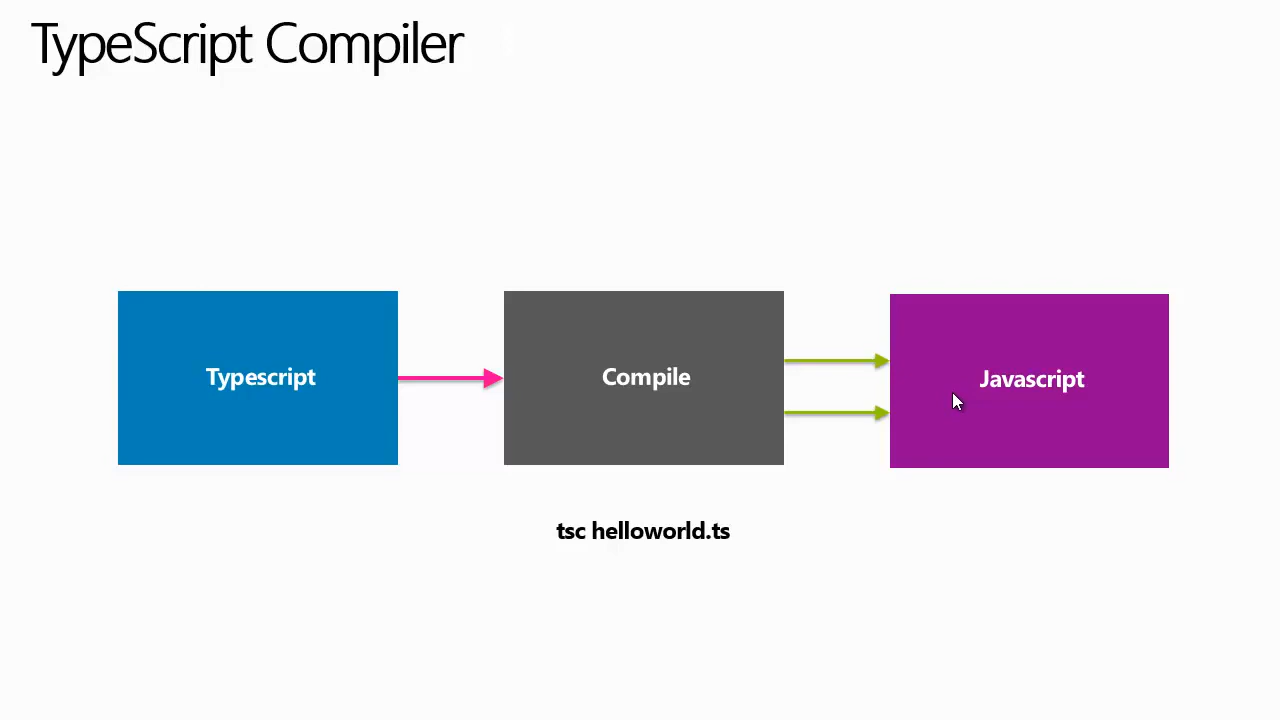 TypeScript Compiler
Typescript
Compile
Javascript
tsc helloworld.ts